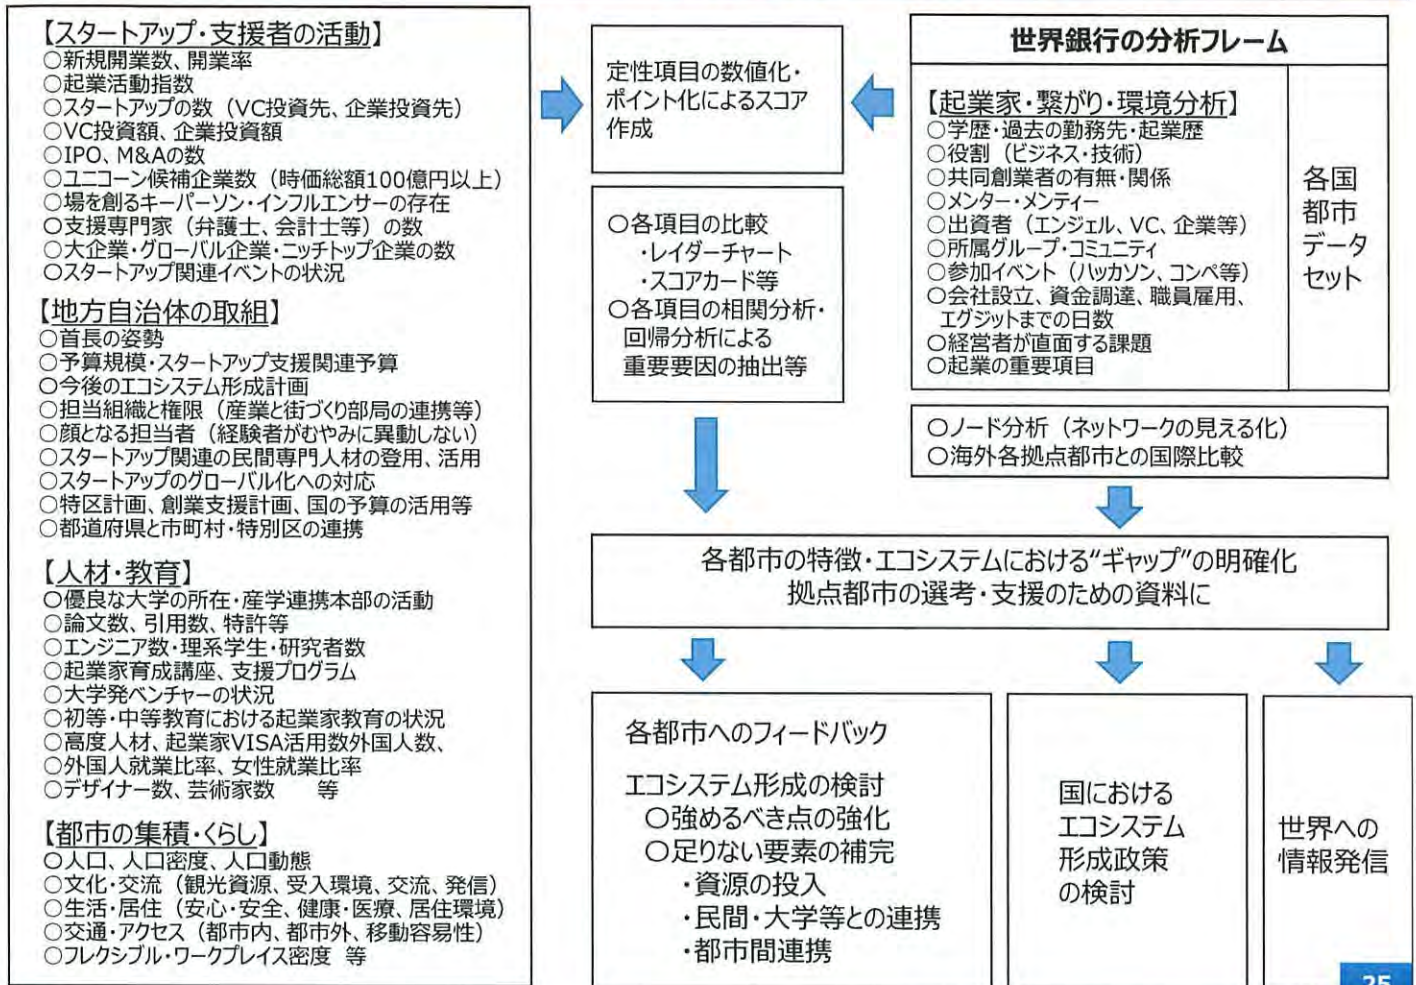 【スタートアップ・支援者の活動】
○新規開業数、開業率
○起業活動指数
○スタートアップの数（VC投資先、企業投資先）
○VC投資額、企業投資額
○IPO、M&Aの数
○ユニコーン候補企業数（時価総額100億円以上）
○場を創るキーパーソン・インフルエンサーの存在
○支援専門家（弁護士、会計士等）の数
○大企業・グローバル企業・ニッチトップ企業の数
○スタートアップ関連イベントの状況
【地方自治体の取組】
○首長の姿勢
○予算規模・スタートアップ支援関連予算
○今後のエコシステム形成計画
○担当組織と権限（産業と街づくり部局の連携等）
○顔となる担当者（経験者がむやみに異動しない）
○スタートアップ関連の民間専門人材の登用、活用
○スタートアップのグローバル化への対応
○特区計画、創業支援計画、国の予算の活用等
○都道府県と市町村・特別区の連携
【人材・教育】
○優良な大学の所在・産学連携本部の活動
○論文数、引用数、特許等
○エンジニア数・理系学生・研究者数
○起業家育成講座、支援プログラム
○大学発ベンチャーの状況
○初等・中等教育における起業家教育の状況
○高度人材、起業家VISA活用数外国人数、
○外国人就業比率、女性就業比率
○デザイナー数、芸術家数　　等
【都市の集積・くらし】
○人口、人口密度、人口動態
○文化・交流（観光資源、受入環境、交流、発信）
○生活・居住（安心・安全、健康・医療、居住環境）
○交通・アクセス（都市内、都市外、移動容易性）
○フレクシブル・ワークプレイス密度　等
定性項目の数値化・
ポイント化によるスコア
作成
○各項目の比較
・レイダーチャート
・スコアカード等
○各項目の相関分析・
回帰分析による
重要要因の抽出等
世界銀行の分析フレーム
【起業家・繋がり・環境分析】
○学歴・過去の勤務先・起業歴
○役割（ビジネス・技術）
○共同創業者の有無・関係
○メンター・メンティー
○出資者（エンジェル、VC、企業等）
○所属グループ・コミュニティ
○参加イベント（ハッカソン、コンペ等）
○会社設立、資金調達、職員雇用、
エグジットまでの日数
○経営者が直面する課題
○起業の重要項目
各国
都市
データ
セット
○ノード分析（ネットワークの見える化）
○海外各拠点都市との国際比較
各都市の特徴・エコシステムにおける“ギャップ”の明確化
拠点都市の選考・支援のための資料に
各都市へのフィードバック
エコシステム形成の検討
○強めるべき点の強化
○足りない要素の補完
・資源の投入
・民間・大学等との連携
・都市間連携
国における
エコシステム
形成政策
の検討
世界への
情報発信
25